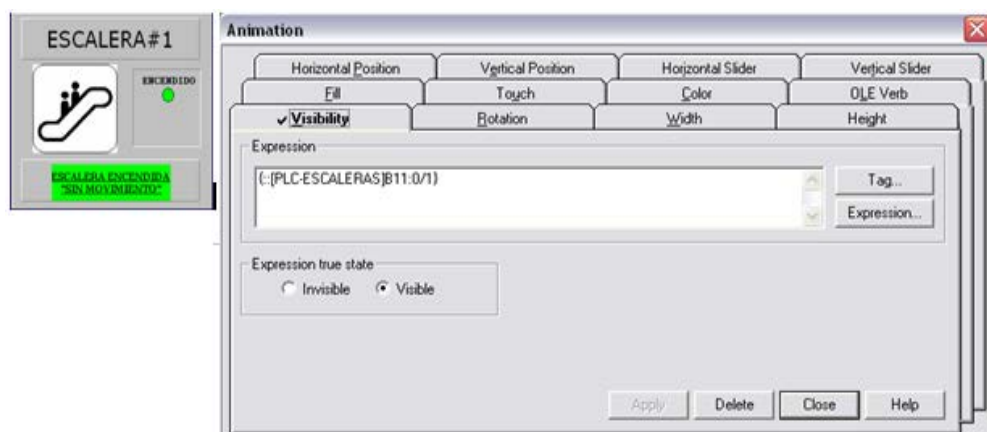 ESCALERA#1
ENCENDIDO
ESCALERA ENCENDIDA
"SIN MOVIMIENTO"
Animation
Horizontal Position
Vertical Position
Horizontal Slider
Vertical Slider
Fill
Touch
Color
OLE Verb
Visibility
Rotation
Width
Height
Expression
{::[PLC-ESCALERAS]B11:0/1}
Tag...
Expression...
Expression true state
Invisible
Visible
Apply
Delete
Close
Help